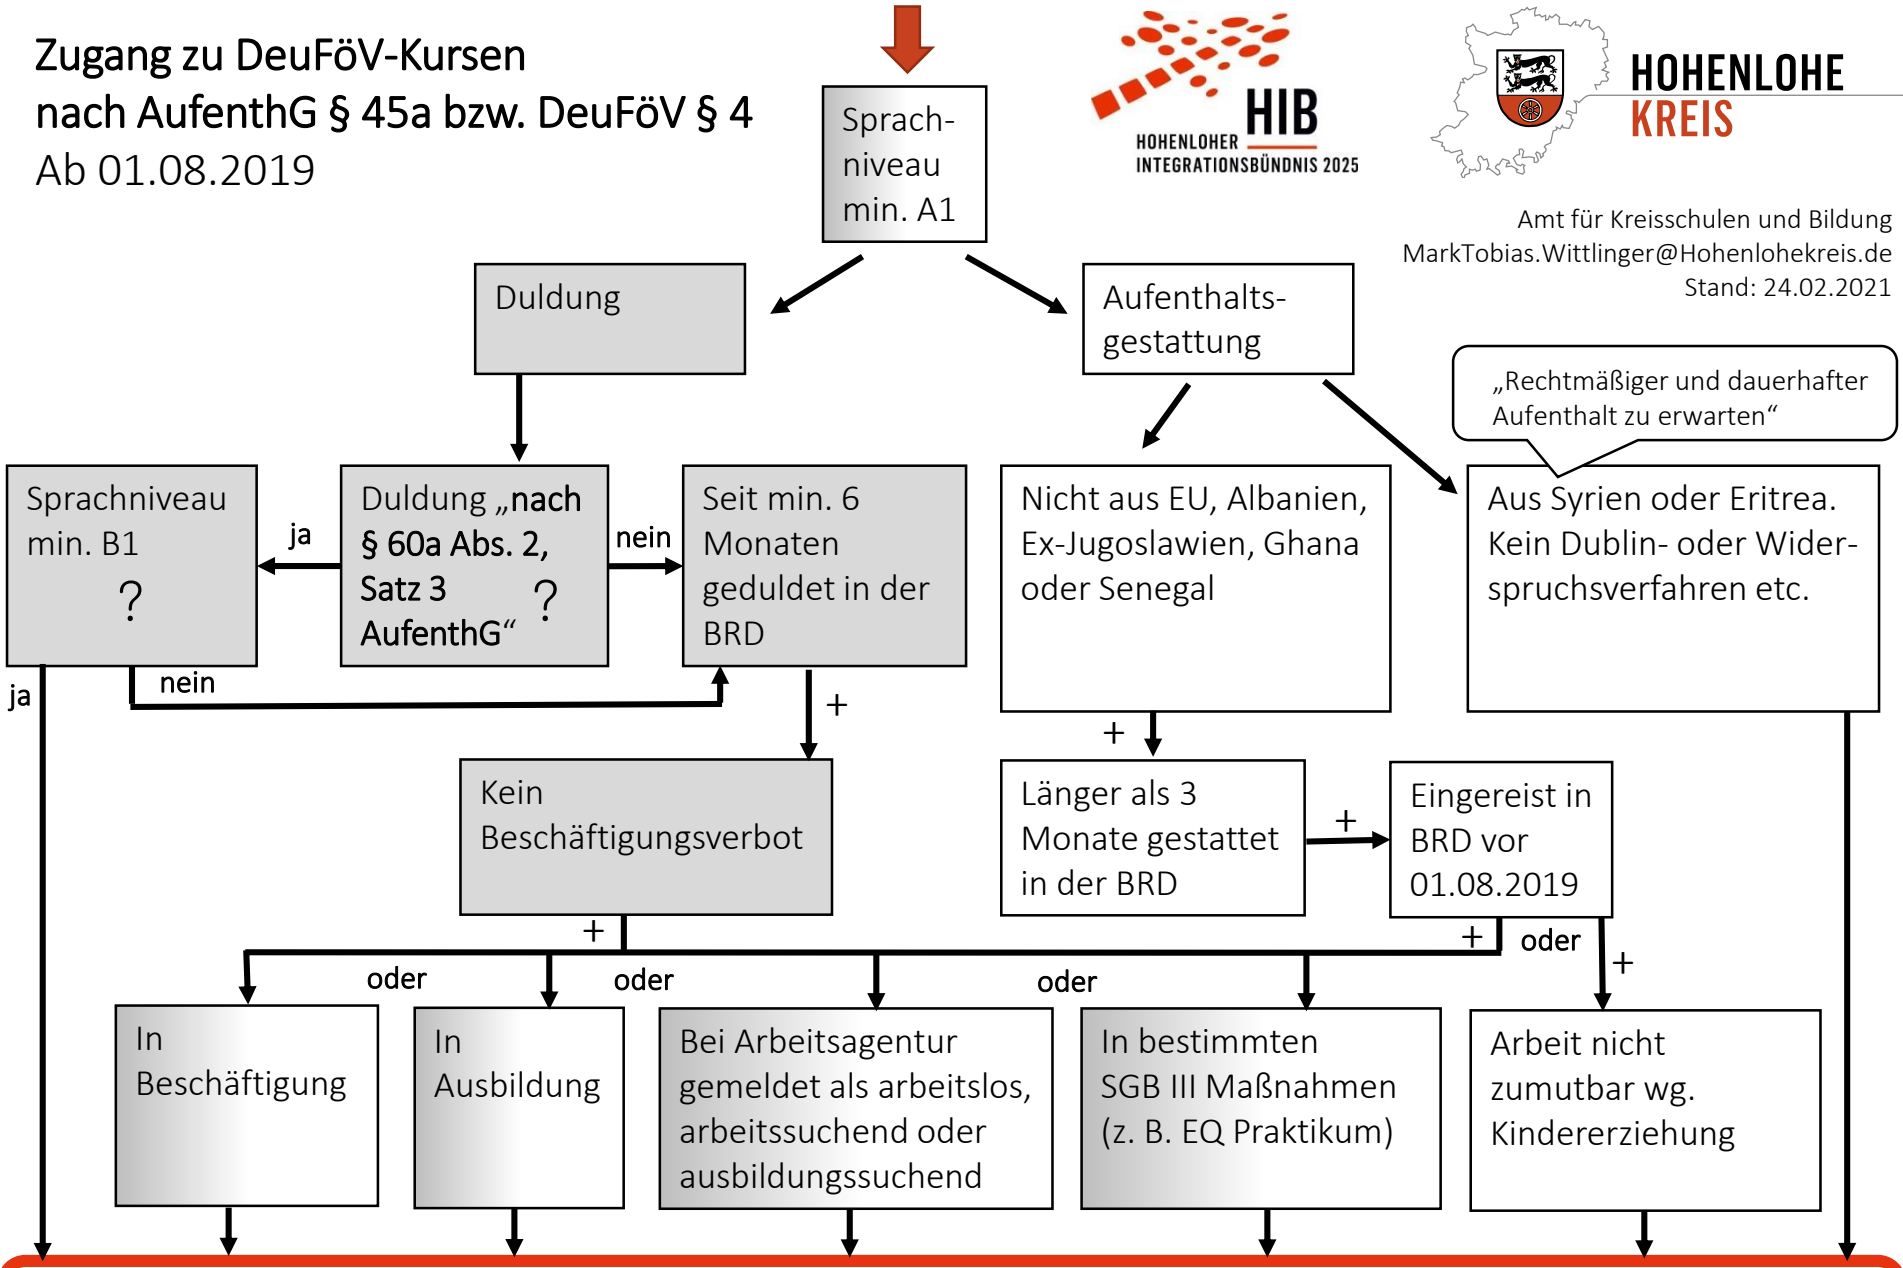 Zugang zu DeuFöV-Kursen
nach AufenthG § 45a bzw. DeuFöV § 4
Ab 01.08.2019
Sprach-
niveau
min. A1
HIB
HOHENLOHER
INTEGRATIONSBÜNDNIS 2025
HOHENLOHE
KREIS
Amt für Kreisschulen und Bildung
MarkTobias.Wittlinger@Hohenlohekreis.de
Stand: 24.02.2021
Duldung
Aufenthalts-
gestattung
„Rechtmäßiger und dauerhafter
Aufenthalt zu erwarten“
Sprachniveau
min. B1
?
ja
Duldung „nach
§ 60a Abs. 2,
Satz 3
AufenthG“ ?
nein
Seit min. 6
Monaten
geduldet in der
BRD
Nicht aus EU, Albanien,
Ex-Jugoslawien, Ghana
oder Senegal
Aus Syrien oder Eritrea.
Kein Dublin- oder Wider-
spruchsverfahren etc.
ja
nein
+
+
Kein
Beschäftigungsverbot
Länger als 3
Monate gestattet
in der BRD
+
Eingereist in
BRD vor
01.08.2019
+
+
oder
+
oder
oder
oder
In
Beschäftigung
In
Ausbildung
Bei Arbeitsagentur
gemeldet als arbeitslos,
arbeitssuchend oder
ausbildungssuchend
In bestimmten
SGB III Maßnahmen
(z. B. EQ Praktikum)
Arbeit nicht
zumutbar wg.
Kindererziehung